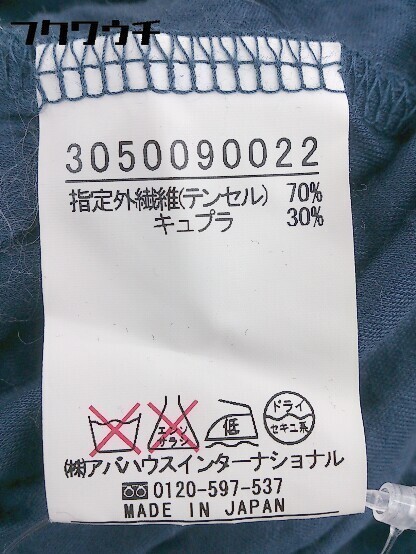 フクウチ
3050090022
指定外繊維(テンセル) 70%
キュプラ 30%
エンソ サラシ
低
ドライ
セキユ系
(株)アバハウスインターナショナル
0120-597-537
MADE IN JAPAN